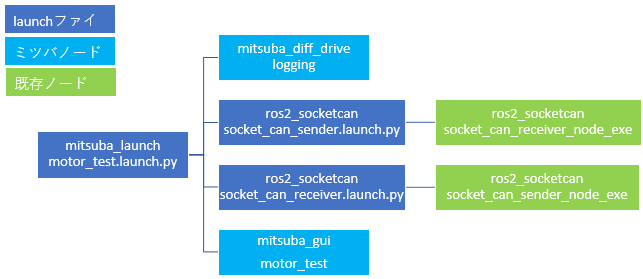 launchファイ
ミツバノード
既存ノード
mitsuba_launch
motor_test.launch.py
mitsuba_diff_drive
logging
ros2_socketcan
socket_can_sender.launch.py
ros2_socketcan
socket_can_receiver_node_exe
ros2_socketcan
socket_can_receiver.launch.py
ros2_socketcan
socket_can_sender_node_exe
mitsuba_gui
motor_test